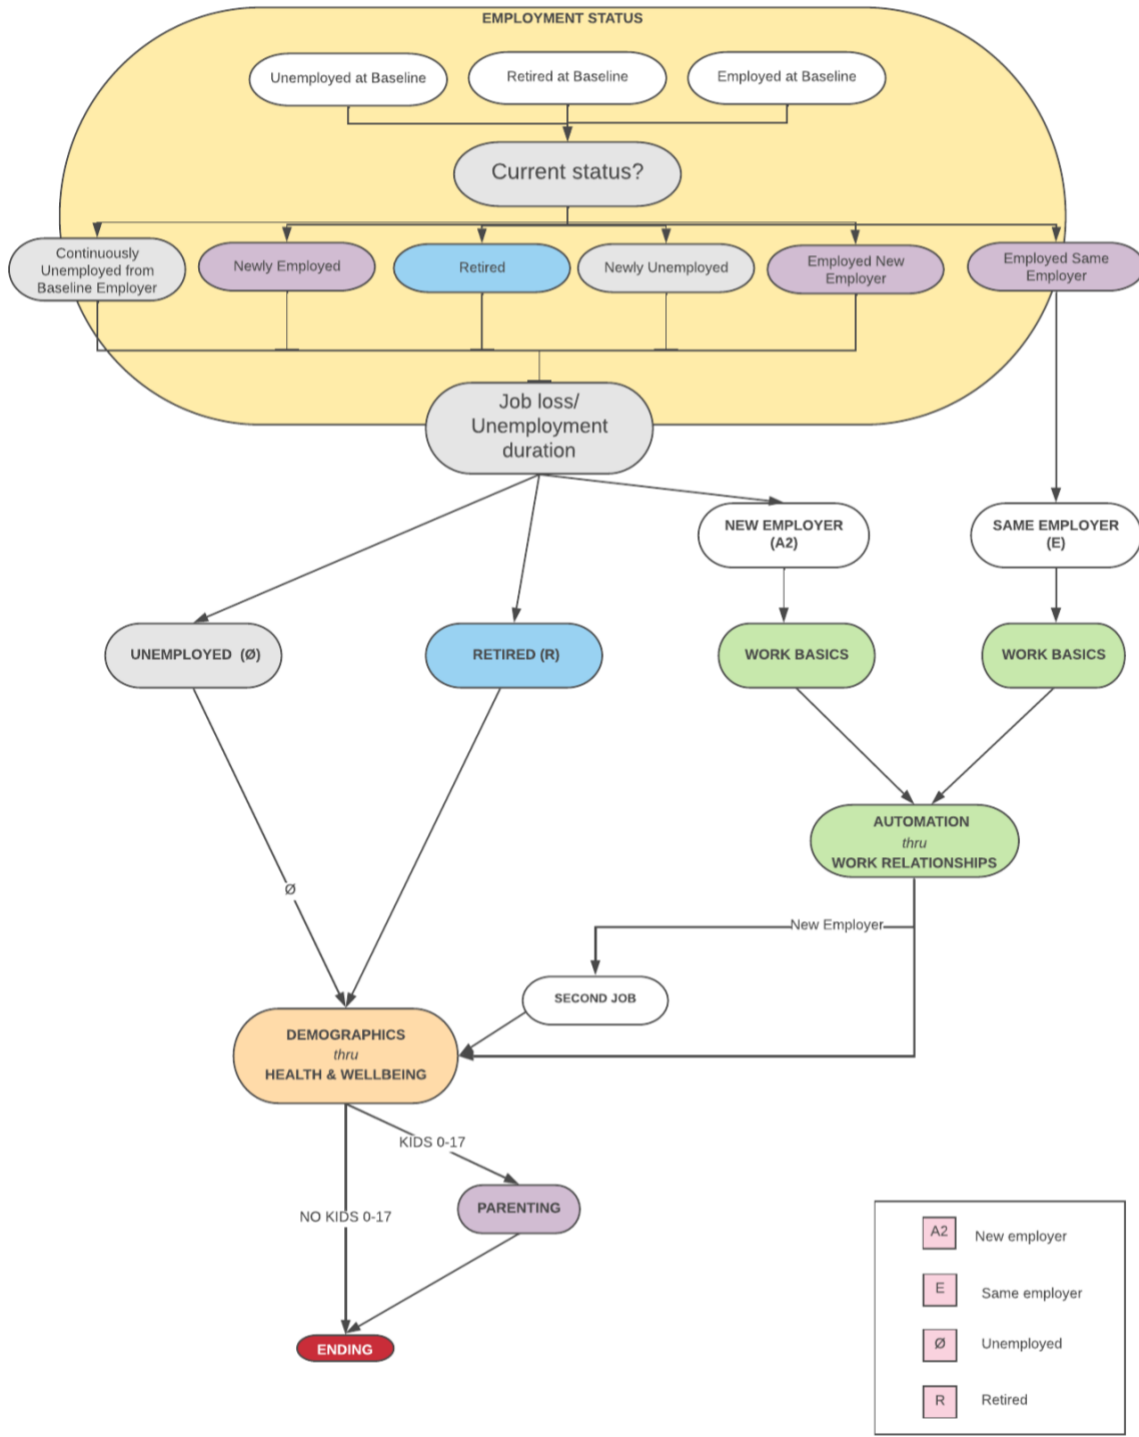 EMPLOYMENT STATUS
Unemployed at Baseline
Retired at Baseline
Employed at Baseline
Current status?
Continuously
Unemployed from
Baseline Employer
Newly Employed
Retired
Newly Unemployed
Employed New
Employer
Employed Same
Employer
Job loss/
Unemployment
duration
NEW EMPLOYER
(A2)
SAME EMPLOYER
(E)
UNEMPLOYED (Ø)
RETIRED (R)
WORK BASICS
WORK BASICS
AUTOMATION
thru
WORK RELATIONSHIPS
Ø
New Employer
SECOND JOB
DEMOGRAPHICS
thru
HEALTH & WELLBEING
KIDS 0-17
PARENTING
NO KIDS 0-17
ENDING
A2 New employer
E Same employer
Ø Unemployed
R Retired